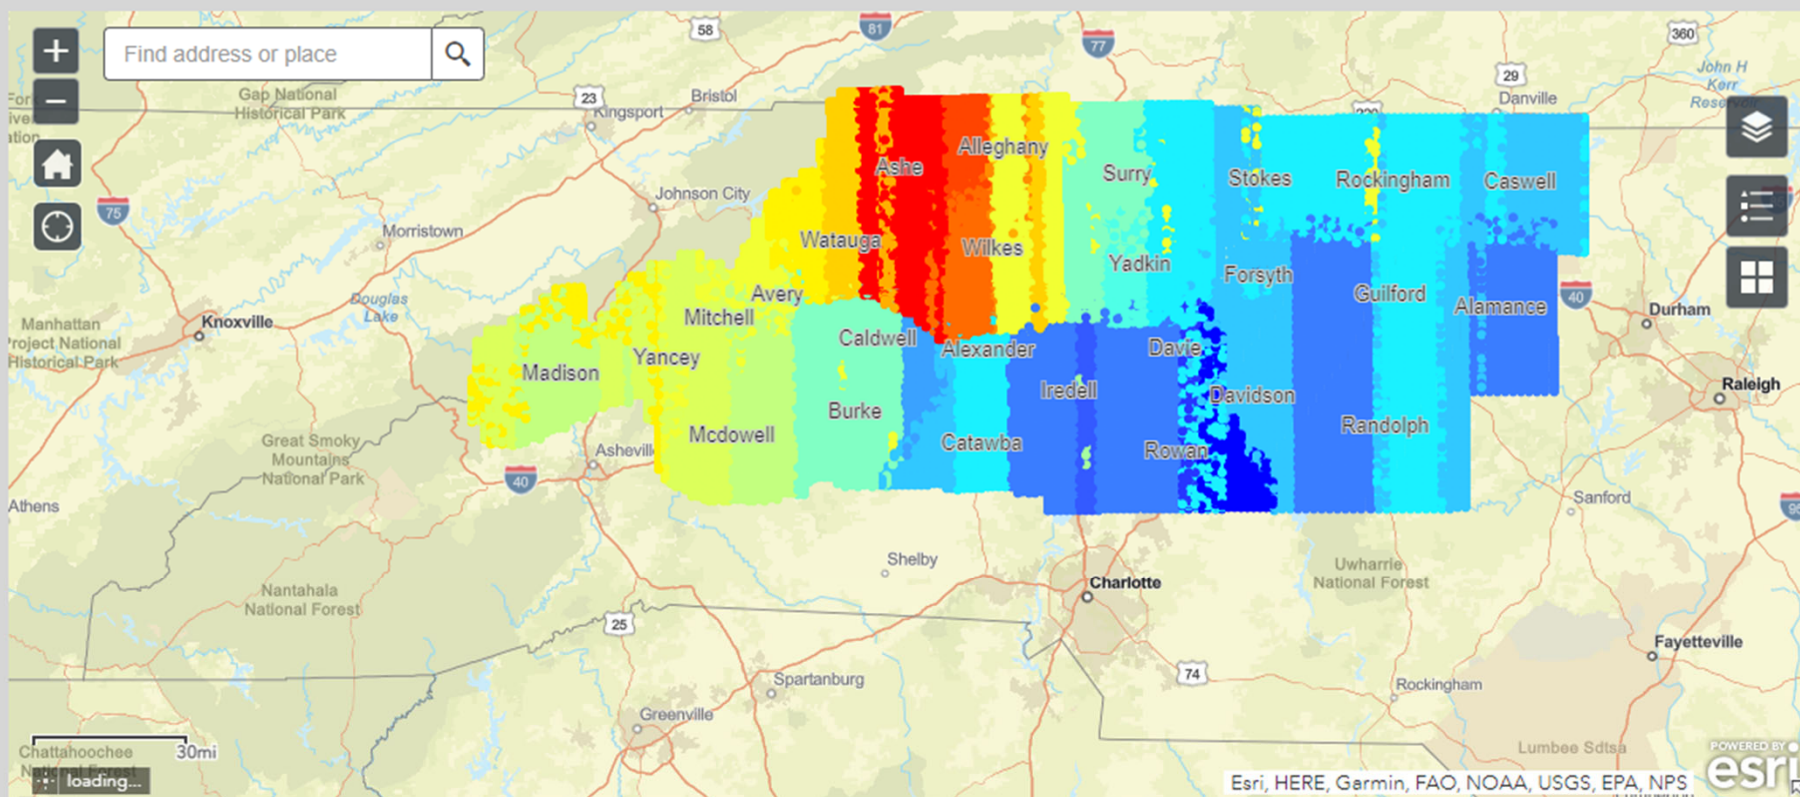 58
81
77
360
Find address or place
29
John H
Kerr
Reservoir
Gap National
Historical Park
23
Kingsport
Bristol
Danville
Alleghany
Ashe
Surry
Stokes
Rockingham
Caswell
Johnson City
75
Morristown
Watauga
Wilkes
Yadkin
Forsyth
Avery
Guilford
Alamance
40
Durham
Douglas
Lake
Knoxville
Mitchell
Manhattan
Project National
Historical Park
Caldwell
Alexander
Davie
Yancey
Madison
Raleigh
Iredell
Davidson
Burke
Randolph
Mcdowell
Catawba
Rowan
Great Smoky
Mountains
National Park
Ashevill
40
Sanford
Athens
95
Shelby
Charlotte
Uwharrie
National Forest
Nantahala
National Forest
25
Fayetteville
74
Spartanburg
Rockingham
Greenville
30mi
Chattahoochee
National Forest
Lumbee Sdtsa
POWERED BY
esri
loading...
Esri, HERE, Garmin, FAO, NOAA, USGS, EPA, NPS